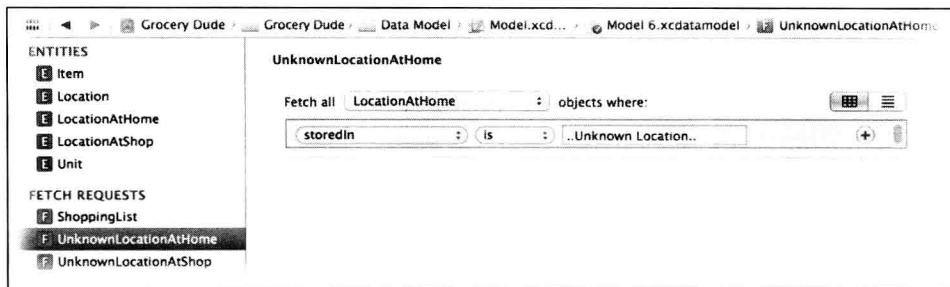 Grocery Dude Grocery Dude Data Model Model.xcd... Model 6.xcdatamodel UnknownLocationAtHome
ENTITIES
UnknownLocationAtHome
E Item
E Location
Fetch all LocationAtHome objects where:
E LocationAtHome
storedIn is ..Unknown Location..
E LocationAtShop
E Unit
FETCH REQUESTS
F ShoppingList
F UnknownLocationAtHome
F UnknownLocationAtShop